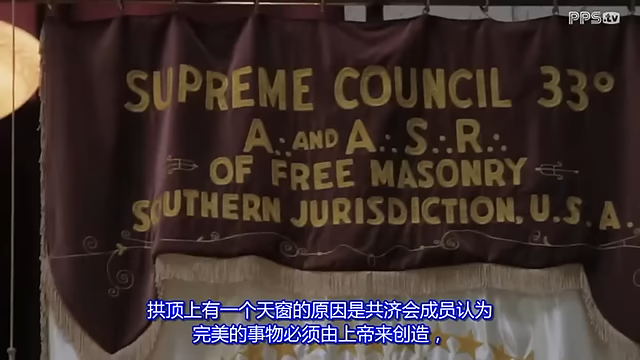 PPS.tv
SUPREME COUNCIL 33°
A∴ AND A∴ S∴ R∴
OF FREE MASONRY
SOUTHERN JURISDICTION, U.S.A.
拱顶上有一个天窗的原因是共济会成员认为
完美的事物必须由上帝来创造，